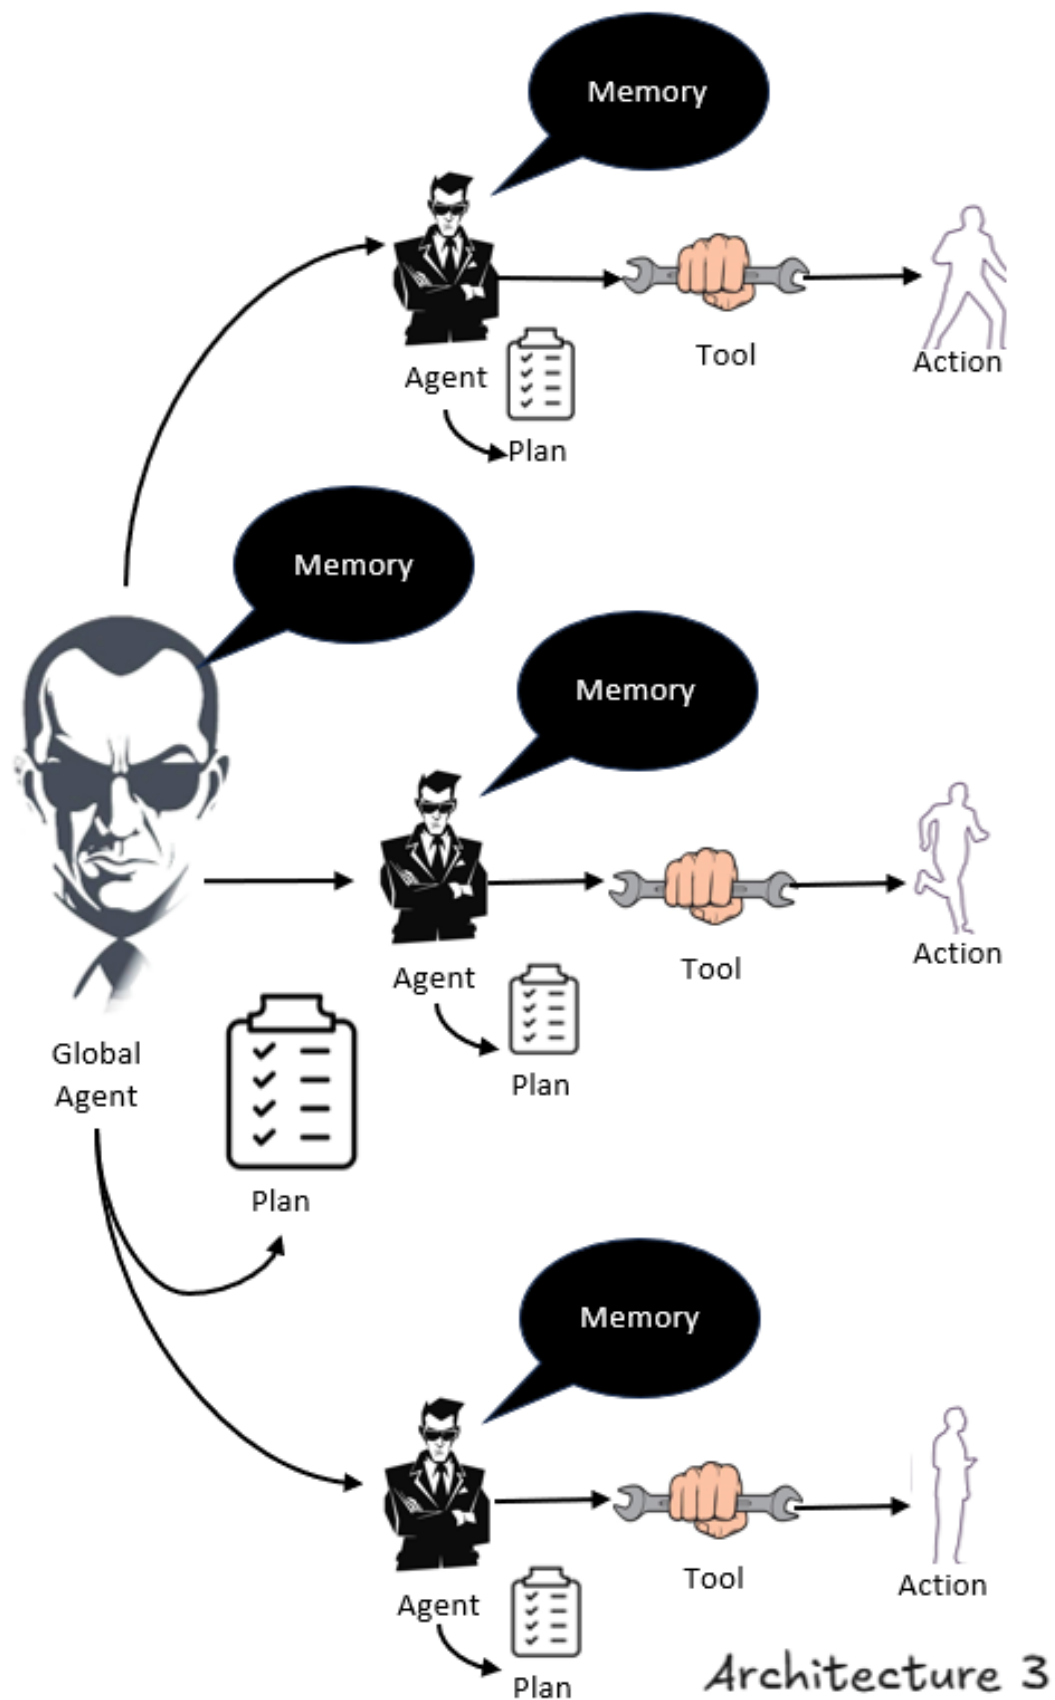 Memory
Agent
Plan
Tool
Action
Memory
Global
Agent
Plan
Memory
Agent
Plan
Tool
Action
Memory
Agent
Plan
Tool
Action
Architecture 3